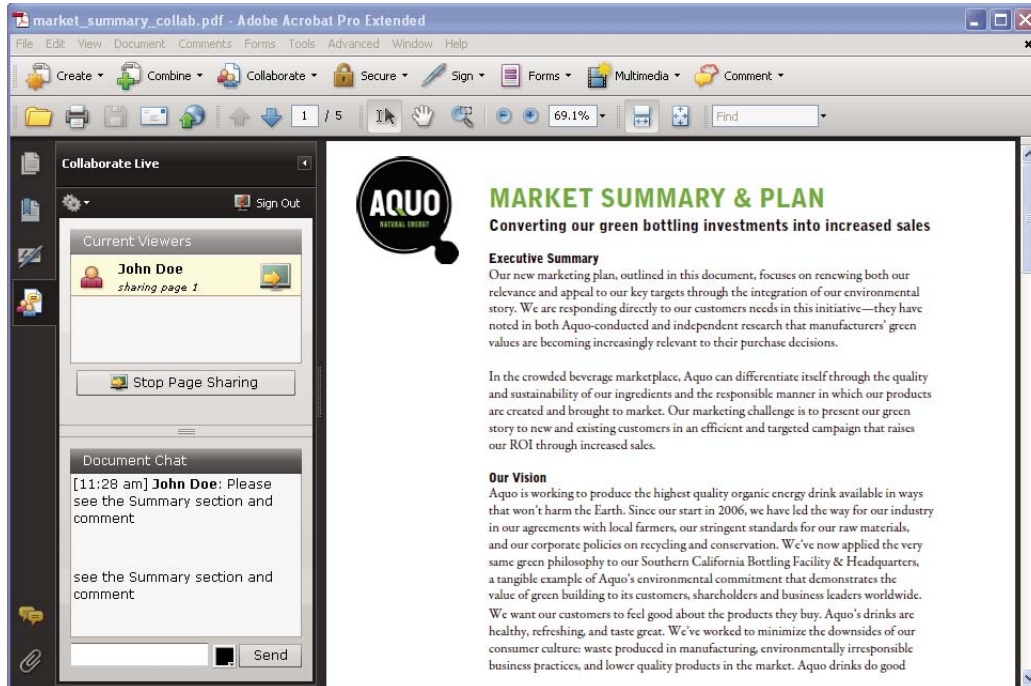 market_summary_collab.pdf - Adobe Acrobat Pro Extended
File Edit View Document Comments Forms Tools Advanced Window Help
Create Combine Collaborate Secure Sign Forms Multimedia Comment
1 / 5 69.1% Find
Collaborate Live
Sign Out
Current Viewers
John Doe
sharing page 1
Stop Page Sharing
Document Chat
[11:28 am] John Doe: Please
see the Summary section and
comment
see the Summary section and
comment
Send
AQUO
NATURAL ENERGY
MARKET SUMMARY & PLAN
Converting our green bottling investments into increased sales
Executive Summary
Our new marketing plan, outlined in this document, focuses on renewing both our
relevance and appeal to our key targets through the integration of our environmental
story. We are responding directly to our customers needs in this initiative—they have
noted in both Aquo-conducted and independent research that manufacturers' green
values are becoming increasingly relevant to their purchase decisions.
In the crowded beverage marketplace, Aquo can differentiate itself through the quality
and sustainability of our ingredients and the responsible manner in which our products
are created and brought to market. Our marketing challenge is to present our green
story to new and existing customers in an efficient and targeted campaign that raises
our ROI through increased sales.
Our Vision
Aquo is working to produce the highest quality organic energy drink available in ways
that won't harm the Earth. Since our start in 2006, we have led the way for our industry
in our agreements with local farmers, our stringent standards for our raw materials,
and our corporate policies on recycling and conservation. We've now applied the very
same green philosophy to our Southern California Bottling Facility & Headquarters,
a tangible example of Aquo's environmental commitment that demonstrates the
value of green building to its customers, shareholders and business leaders worldwide.
We want our customers to feel good about the products they buy. Aquo's drinks are
healthy, refreshing, and taste great. We've worked to minimize the downsides of our
consumer culture: waste produced in manufacturing, environmentally irresponsible
business practices, and lower quality products in the market. Aquo drinks do good